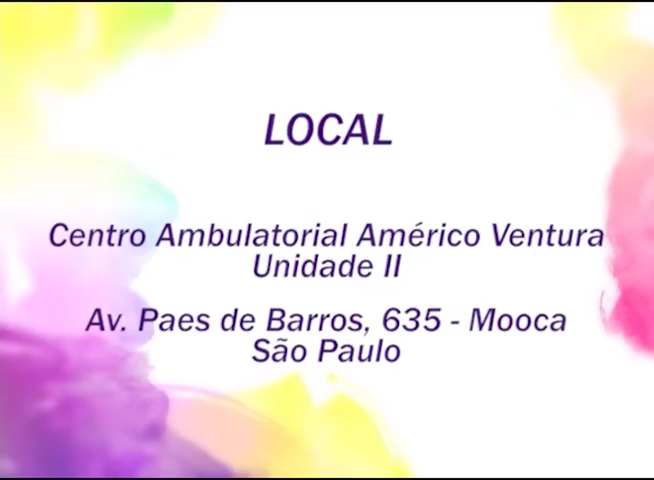 LOCAL
Centro Ambulatorial Américo Ventura
Unidade II
Av. Paes de Barros, 635 - Mooca
São Paulo